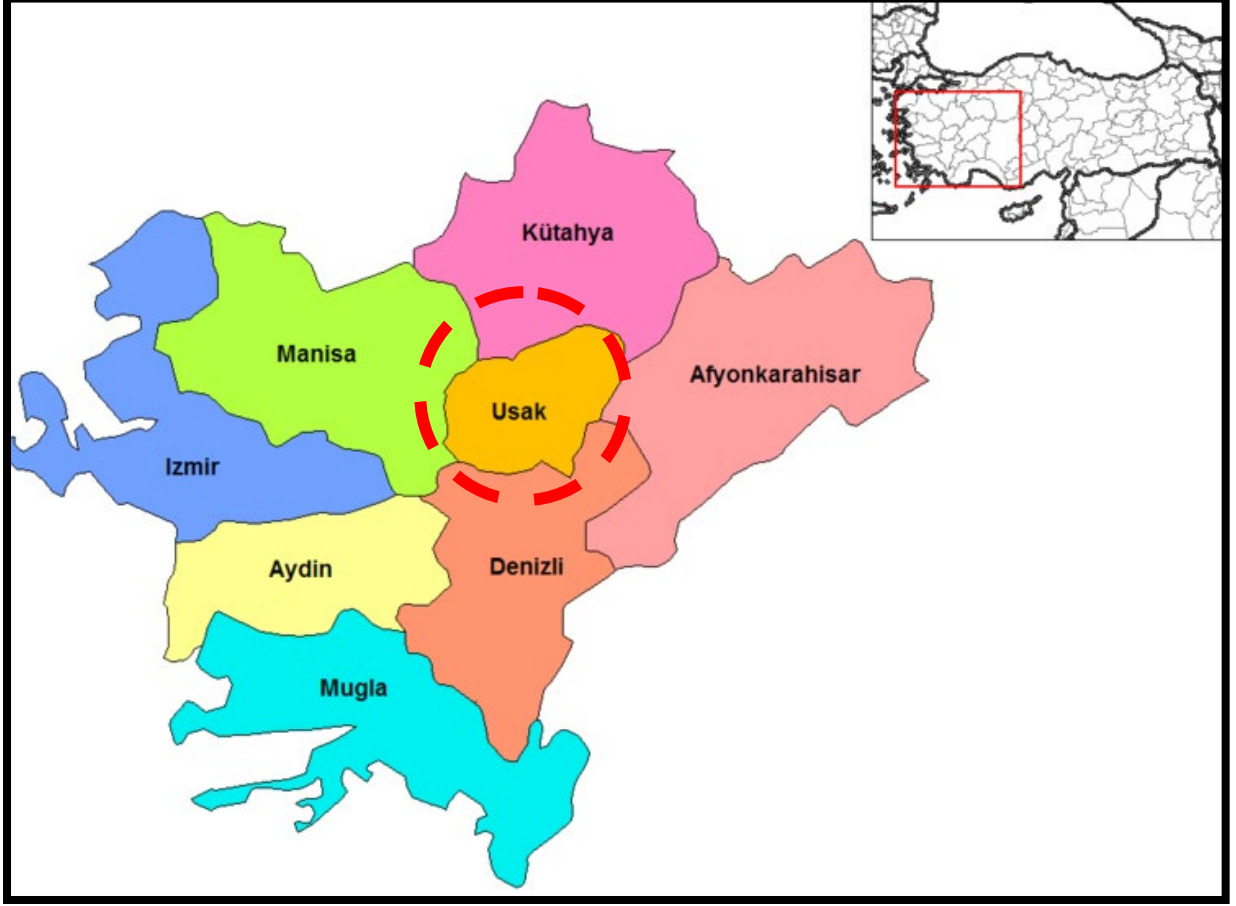 Kütahya
Manisa
Afyonkarahisar
Usak
Izmir
Aydin
Denizli
Mugla